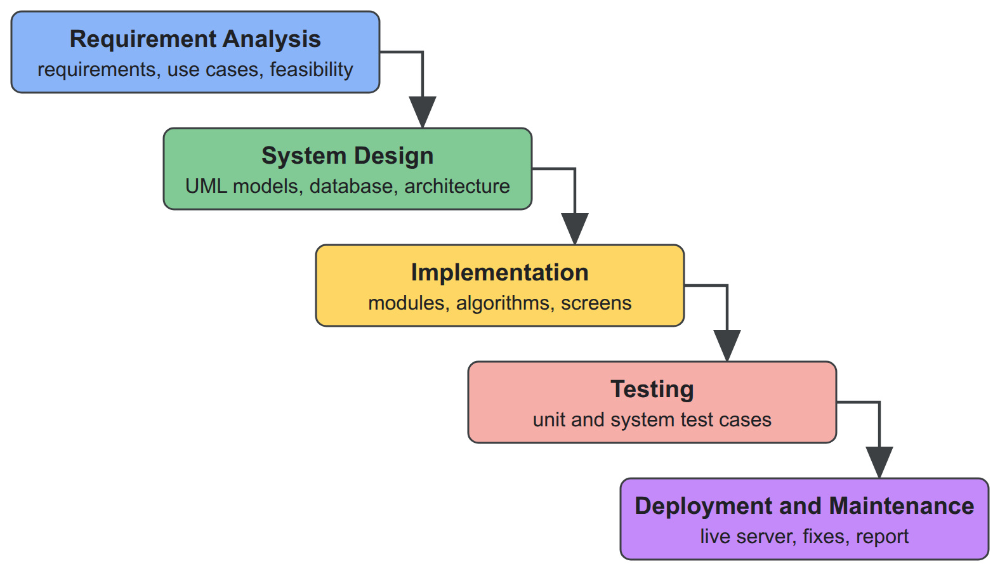 Requirement Analysis
requirements, use cases, feasibility
System Design
UML models, database, architecture
Implementation
modules, algorithms, screens
Testing
unit and system test cases
Deployment and Maintenance
live server, fixes, report